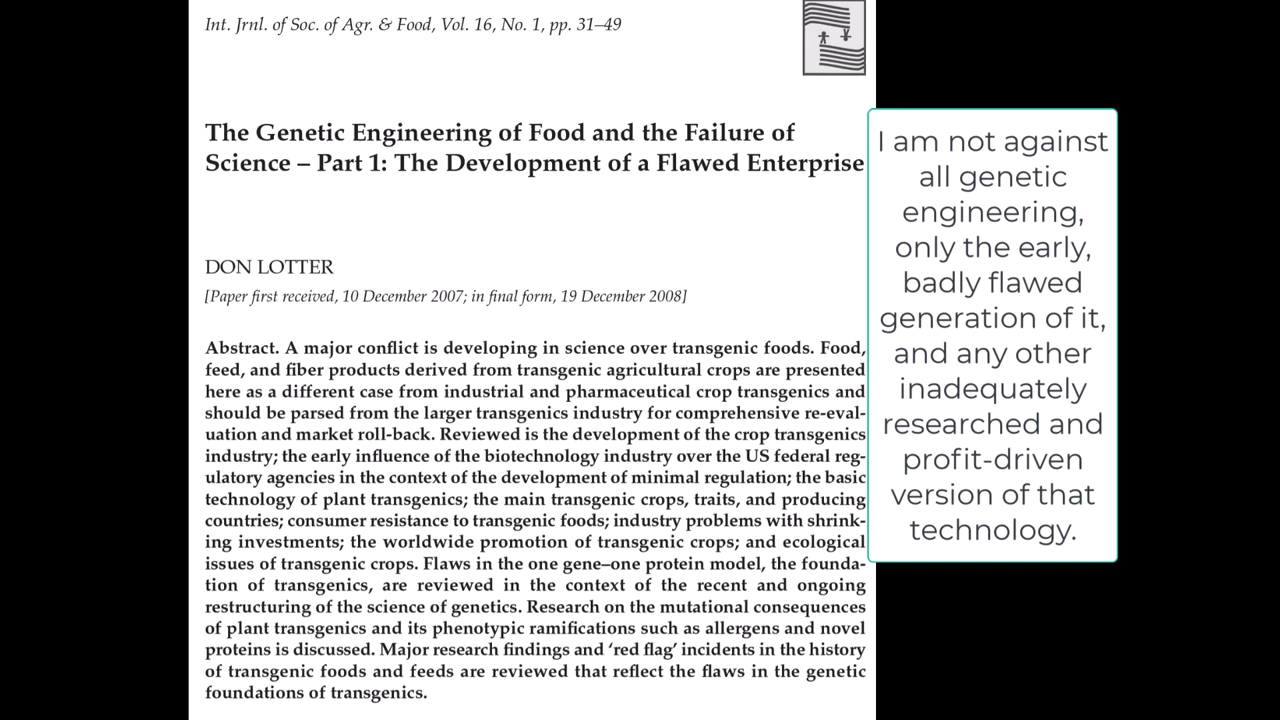 Int. Jrnl. of Soc. of Agr. & Food, Vol. 16, No. 1, pp. 31–49
The Genetic Engineering of Food and the Failure of
Science – Part 1: The Development of a Flawed Enterprise
DON LOTTER
[Paper first received, 10 December 2007; in final form, 19 December 2008]
Abstract. A major conflict is developing in science over transgenic foods. Food,
feed, and fiber products derived from transgenic agricultural crops are presented
here as a different case from industrial and pharmaceutical crop transgenics and
should be parsed from the larger transgenics industry for comprehensive re-eval-
uation and market roll-back. Reviewed is the development of the crop transgenics
industry; the early influence of the biotechnology industry over the US federal reg-
ulatory agencies in the context of the development of minimal regulation; the basic
technology of plant transgenics; the main transgenic crops, traits, and producing
countries; consumer resistance to transgenic foods; industry problems with shrink-
ing investments; the worldwide promotion of transgenic crops; and ecological
issues of transgenic crops. Flaws in the one gene–one protein model, the founda-
tion of transgenics, are reviewed in the context of the recent and ongoing
restructuring of the science of genetics. Research on the mutational consequences
of plant transgenics and its phenotypic ramifications such as allergens and novel
proteins is discussed. Major research findings and ‘red flag’ incidents in the history
of transgenic foods and feeds are reviewed that reflect the flaws in the genetic
foundations of transgenics.
I am not against
all genetic
engineering,
only the early,
badly flawed
generation of it,
and any other
inadequately
researched and
profit-driven
version of that
technology.